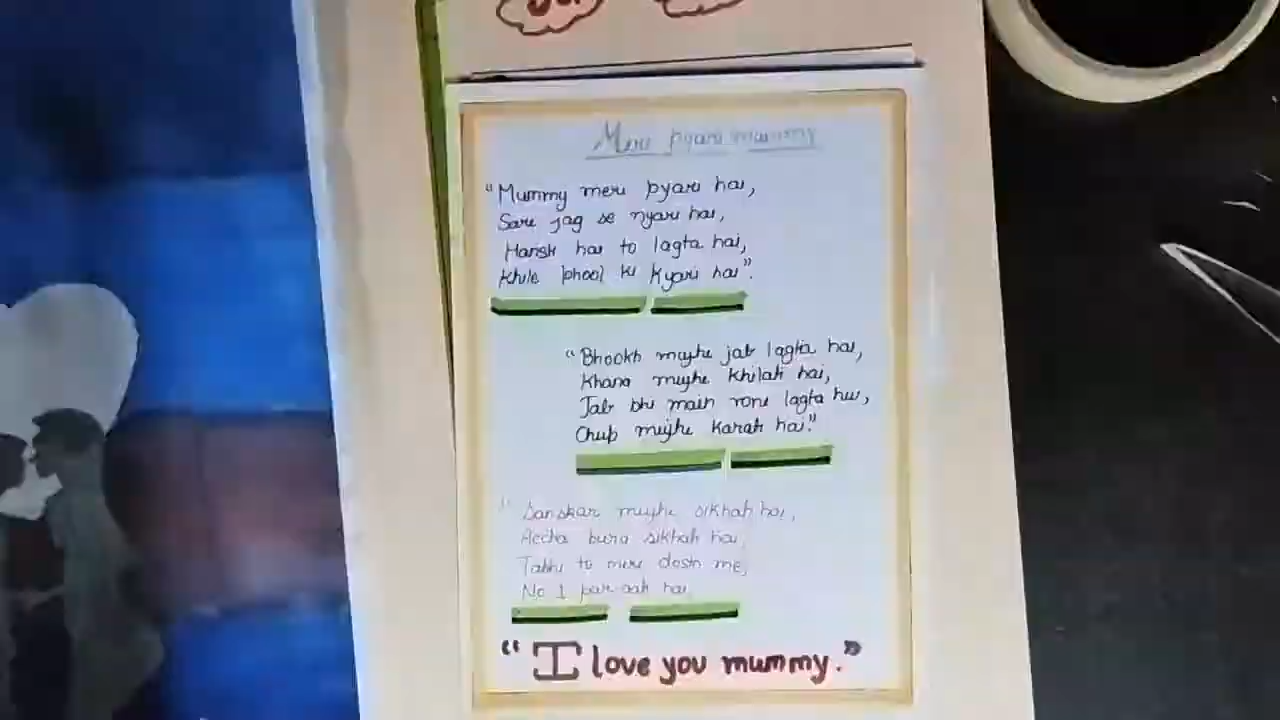 Meri pyari mummy
"Mummy meri pyari hai,
Sari jag se nyari hai,
Hansti hai to lagta hai,
Khile phool ki kyari hai".
"Bhookh mujhe jab lagta hai,
Khana mujhe khilati hai,
Jab bhi main rone lagta hu,
Chup mujhe karati hai."
"Sanskar mujhe sikhati hai,
Accha bura sikhati hai,
Tabhi to meri dosti me,
No 1 par aati hai.
"I love you mummy."